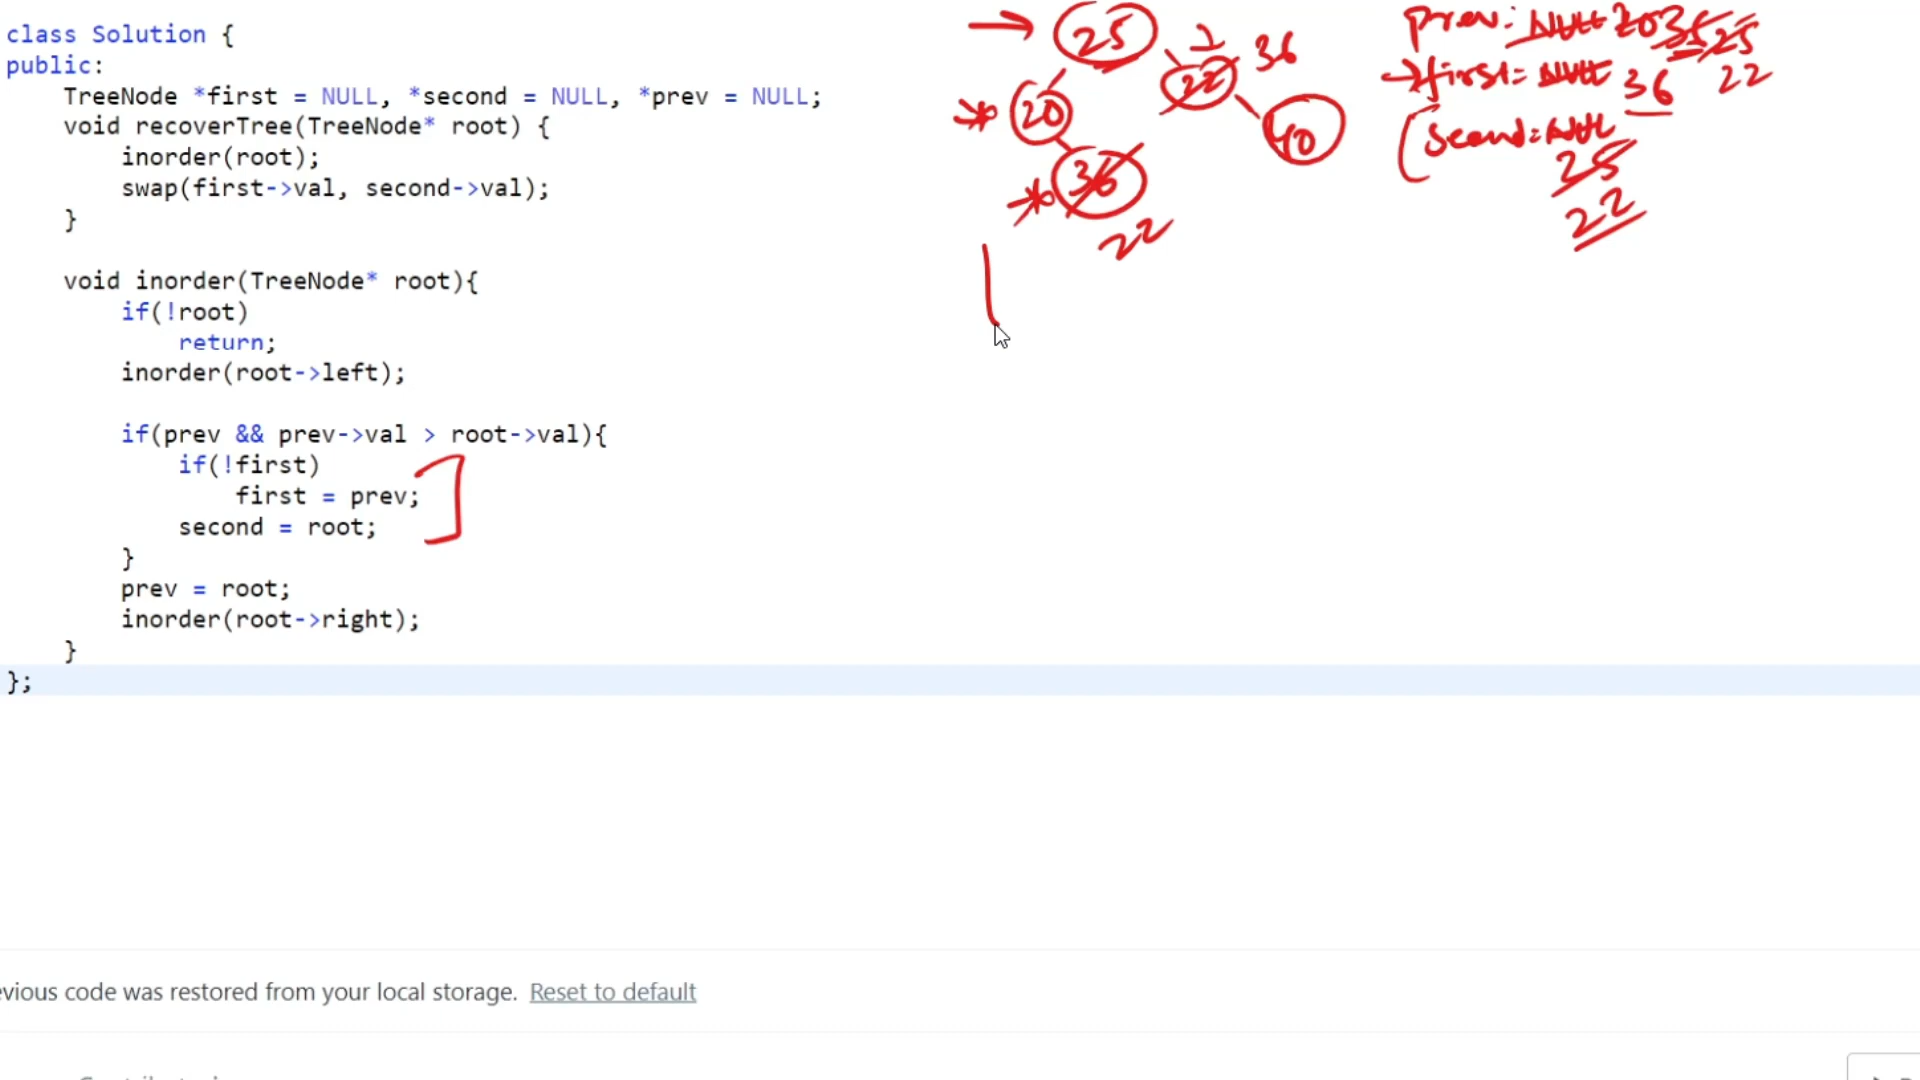 class Solution {
public:
TreeNode *first = NULL, *second = NULL, *prev = NULL;
void recoverTree(TreeNode* root) {
inorder(root);
swap(first->val, second->val);
}
void inorder(TreeNode* root){
if(!root)
return;
inorder(root->left);
if(prev && prev->val > root->val){
if(!first)
first = prev;
second = root;
}
prev = root;
inorder(root->right);
}
};
25
22 36
20
40
36
22
prev: NULL 20 35 25
22
first = NULL 36
second = NULL
25
22
evious code was restored from your local storage. Reset to default